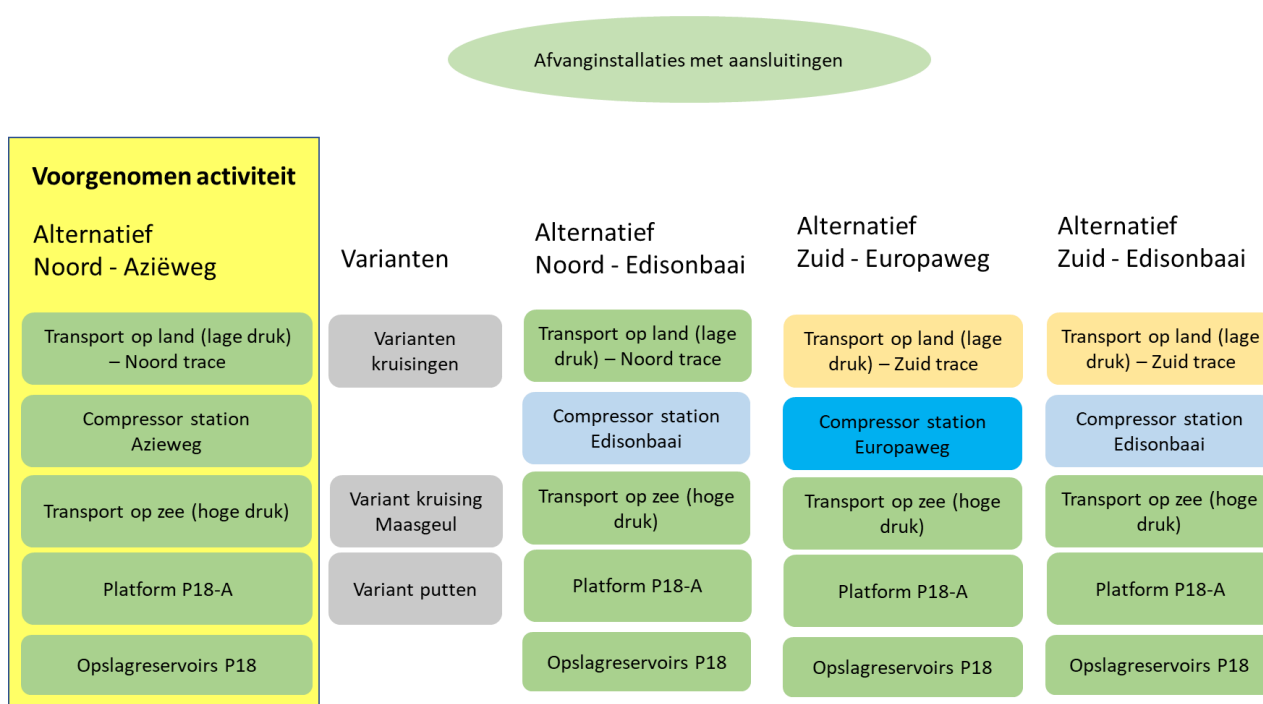 Afvanginstallaties met aansluitingen
Voorgenomen activiteit
Alternatief
Noord - Aziëweg
Transport op land (lage druk)
– Noord trace
Compressor station
Azieweg
Transport op zee (hoge druk)
Platform P18-A
Opslagreservoirs P18
Varianten
Varianten
kruisingen
Variant kruising
Maasgeul
Variant putten
Alternatief
Noord - Edisonbaai
Transport op land (lage
druk) – Noord trace
Compressor station
Edisonbaai
Transport op zee (hoge
druk)
Platform P18-A
Opslagreservoirs P18
Alternatief
Zuid - Europaweg
Transport op land (lage
druk) – Zuid trace
Compressor station
Europaweg
Transport op zee (hoge
druk)
Platform P18-A
Opslagreservoirs P18
Alternatief
Zuid - Edisonbaai
Transport op land (lage
druk) – Zuid trace
Compressor station
Edisonbaai
Transport op zee (hoge
druk)
Platform P18-A
Opslagreservoirs P18